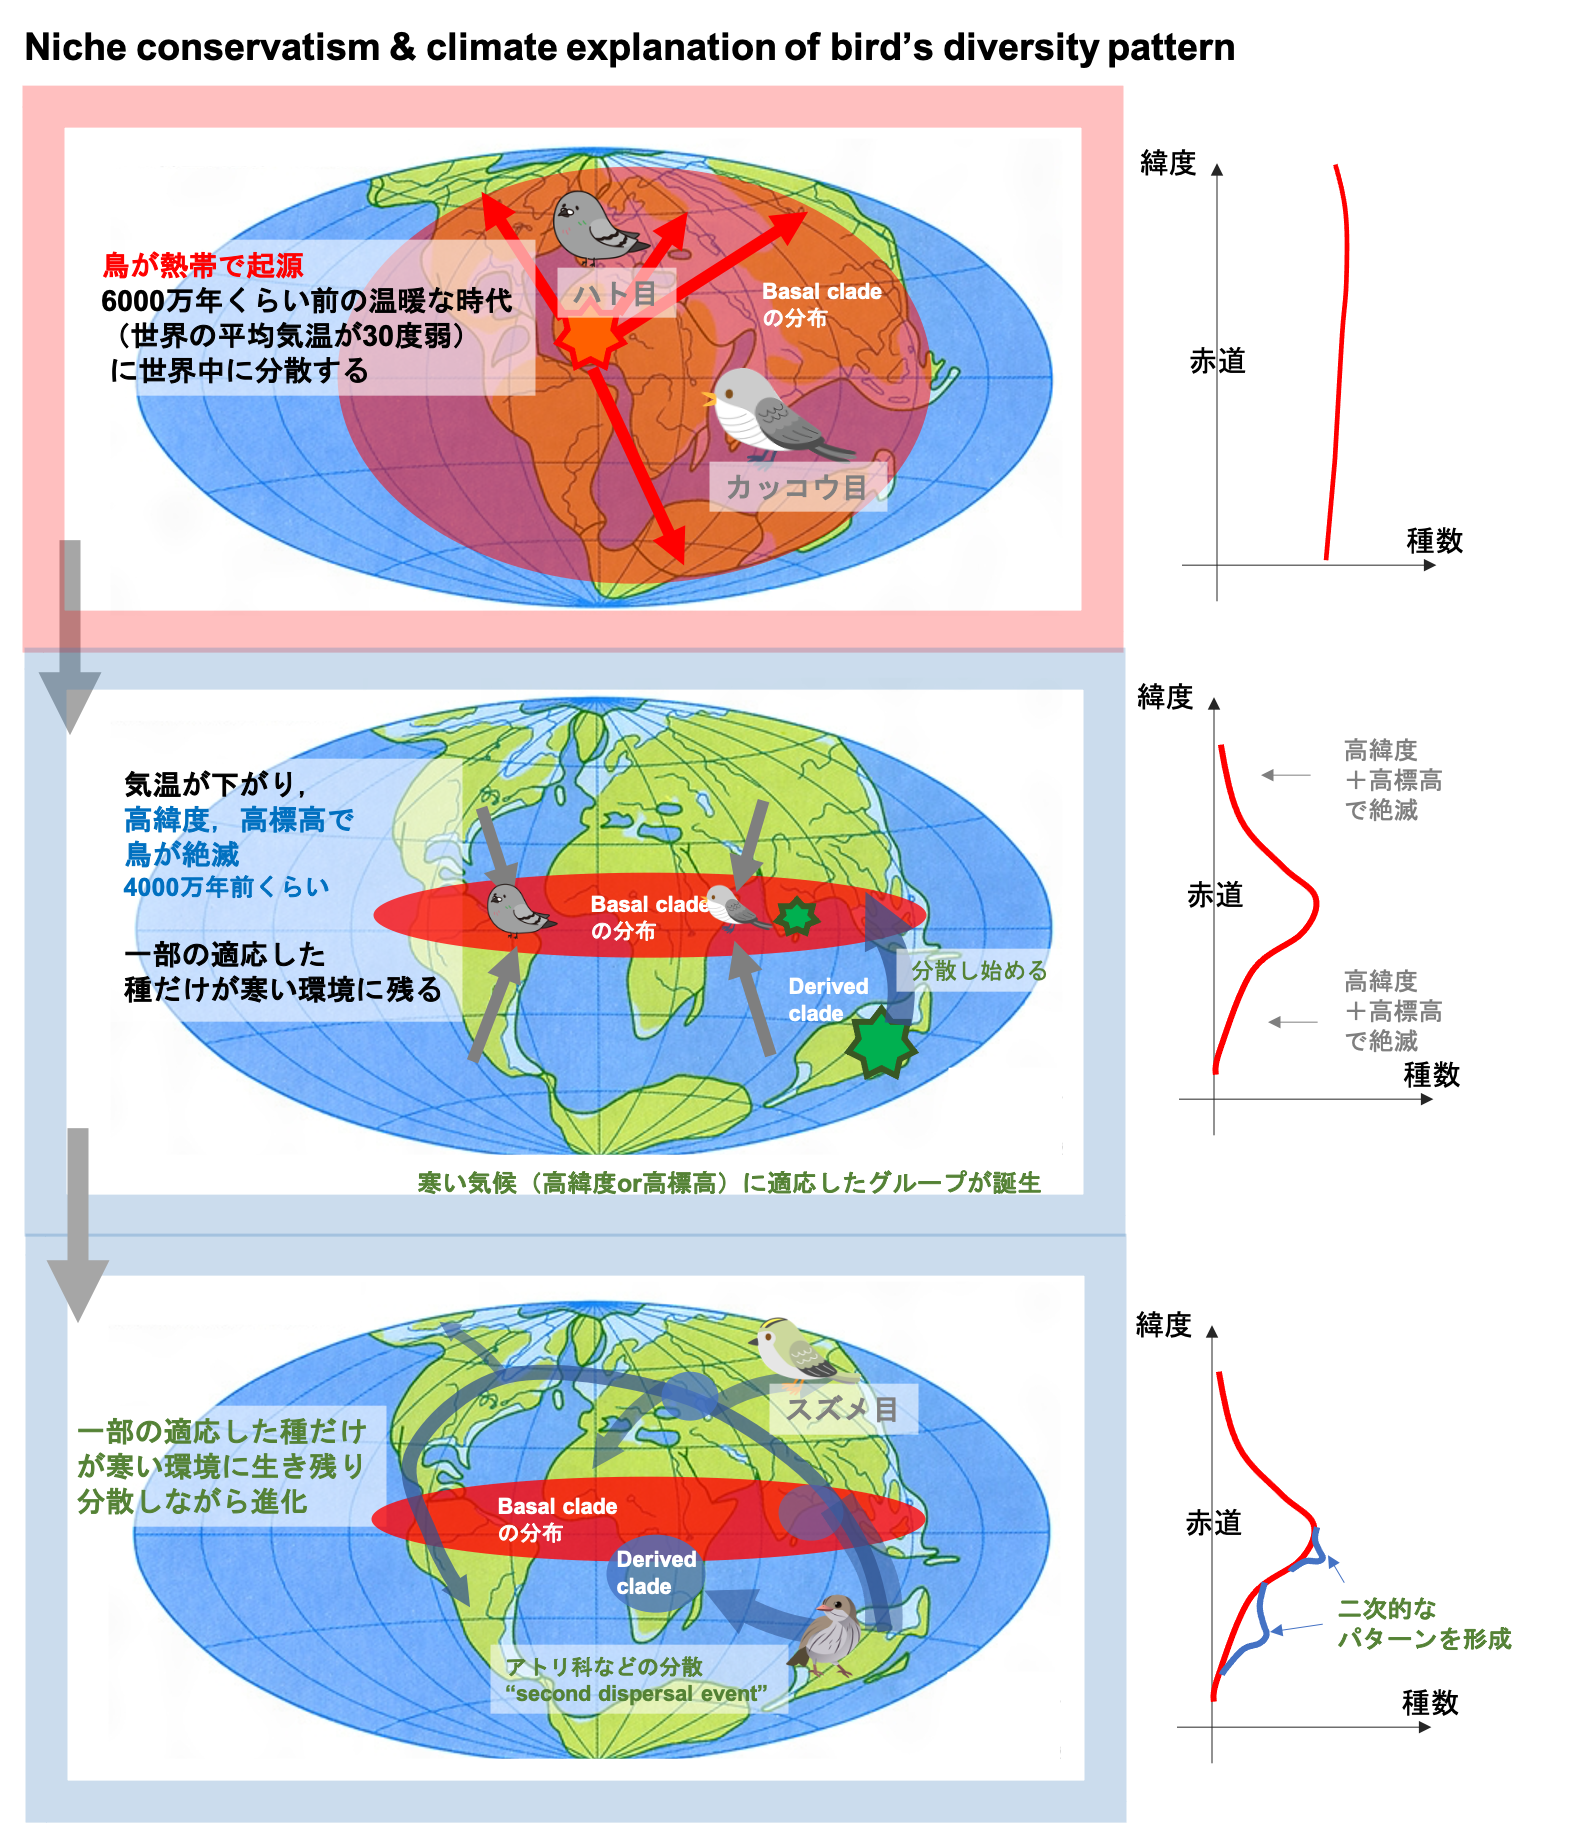 Niche conservatism & climate explanation of bird’s diversity pattern
鳥が熱帯で起源
6000万年くらい前の温暖な時代
（世界の平均気温が30度弱）
に世界中に分散する
ハト目
Basal clade
の分布
カッコウ目
緯度
赤道
種数
気温が下がり，
高緯度，高標高で
鳥が絶滅
4000万年前くらい
一部の適応した
種だけが寒い環境に残る
Basal clade
の分布
分散し始める
Derived
clade
寒い気候（高緯度or高標高）に適応したグループが誕生
緯度
高緯度
＋高標高
で絶滅
赤道
高緯度
＋高標高
で絶滅
種数
スズメ目
一部の適応した種だけ
が寒い環境に生き残り
分散しながら進化
Basal clade
の分布
Derived
clade
アトリ科などの分散
“second dispersal event”
緯度
赤道
二次的な
パターンを形成
種数